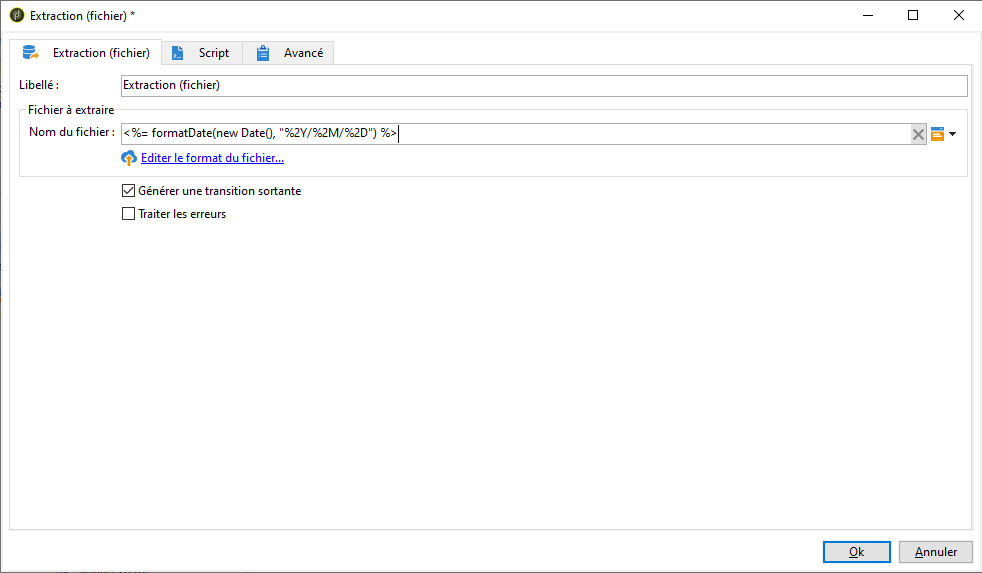 Extraction (fichier) *
Extraction (fichier) Script Avancé
Libellé : Extraction (fichier)
Fichier à extraire
Nom du fichier : <%= formatDate(new Date(), "%2Y/%2M/%2D") %>
Editer le format du fichier...
Générer une transition sortante
Traiter les erreurs
Ok Annuler